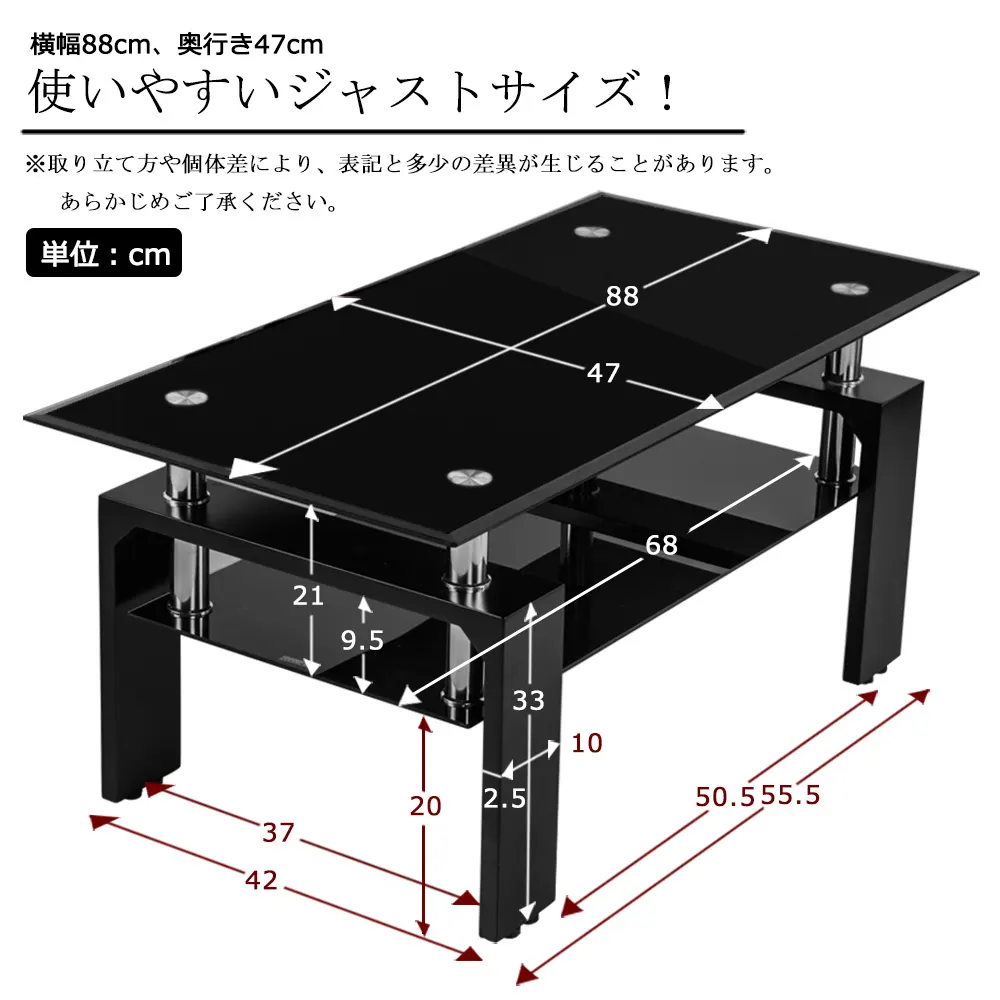 横幅88cm、奥行き47cm
使いやすいジャストサイズ！
※取り立て方や個体差により、表記と多少の差異が生じることがあります。
あらかじめご了承ください。
単位：cm
88
47
68
21
9.5
33
10
2.5
20
50.5
55.5
37
42